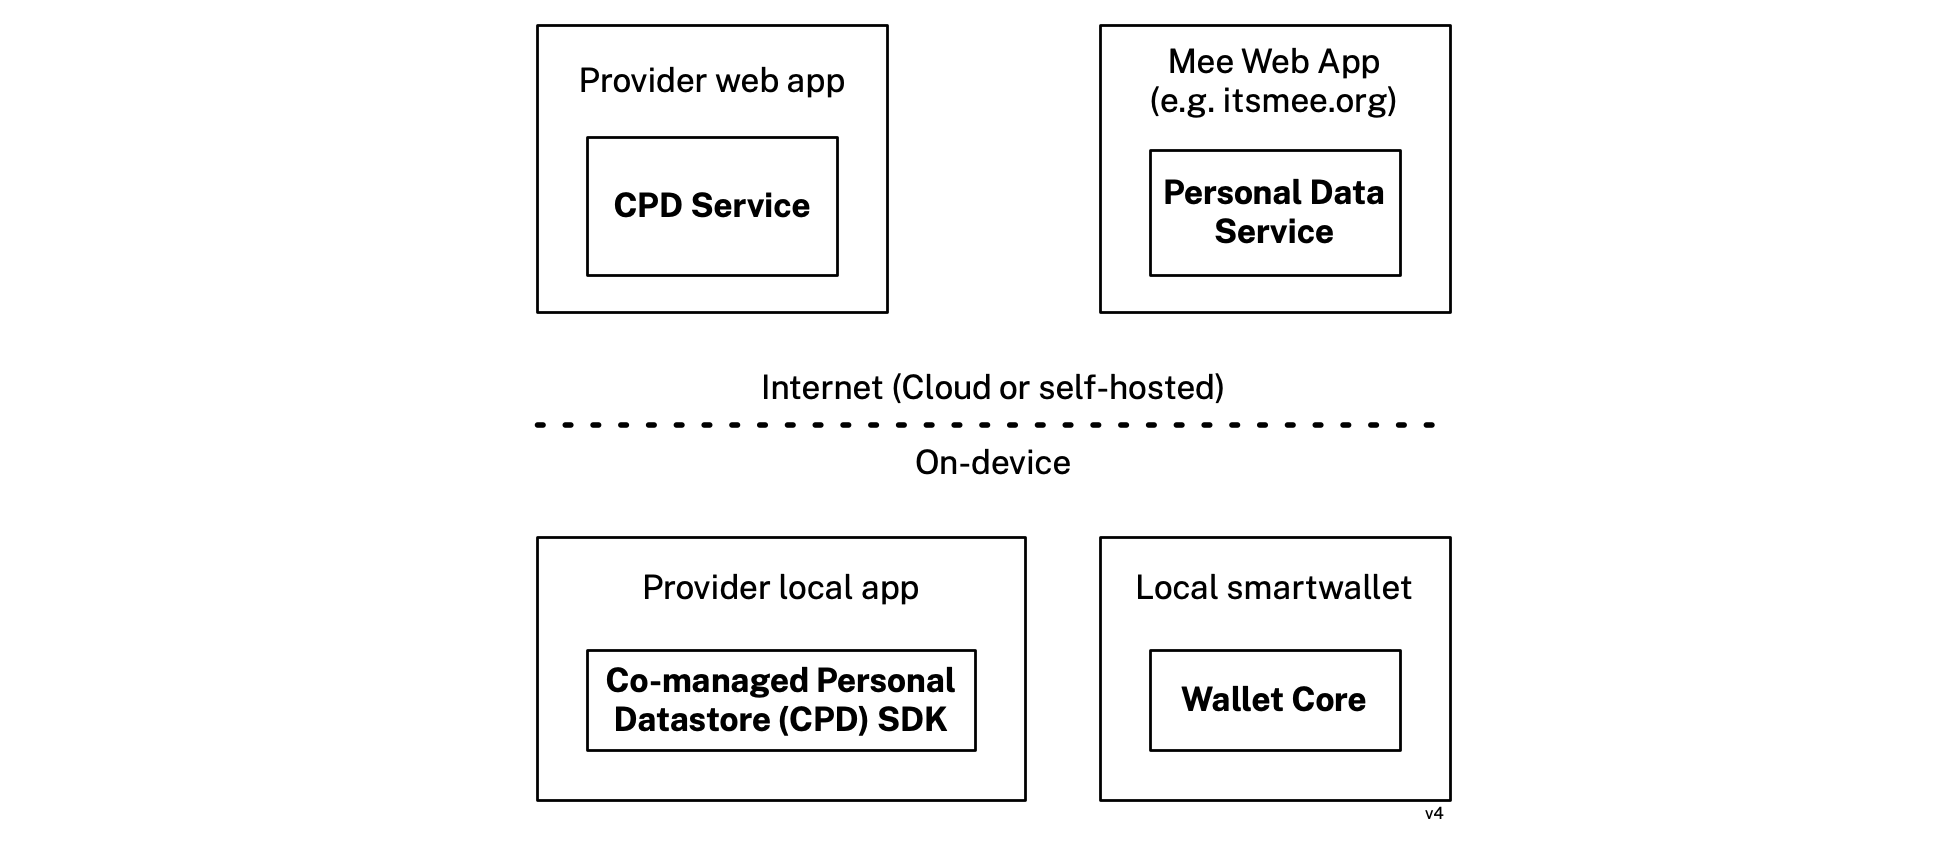 Provider web app
CPD Service
Mee Web App
(e.g. itsmee.org)
Personal Data
Service
Internet (Cloud or self-hosted)
On-device
Provider local app
Co-managed Personal
Datastore (CPD) SDK
Local smartwallet
Wallet Core
v4